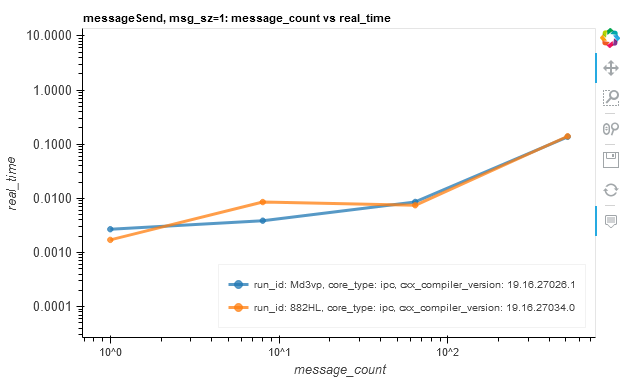 messageSend, msg_sz=1: message_count vs real_time
10.0000
1.0000
0.1000
0.0100
0.0010
0.0001
real_time
run_id: Md3vp, core_type: ipc, cxx_compiler_version: 19.16.27026.1
run_id: 882HL, core_type: ipc, cxx_compiler_version: 19.16.27034.0
10^0
10^1
10^2
message_count